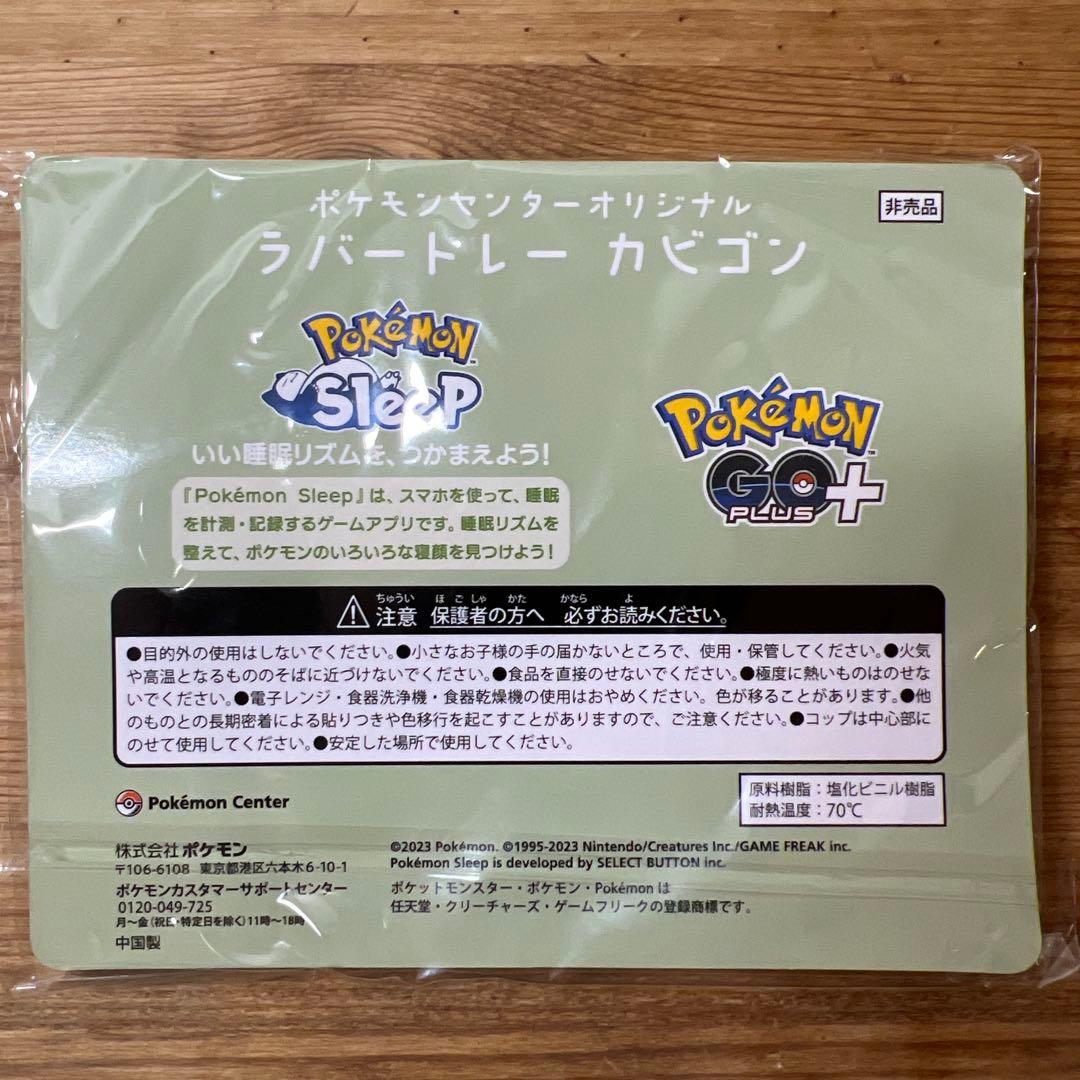 ポケモンセンターオリジナル
ラバートレー カビゴン
非売品
POKéMON
Sleep
いい睡眠リズムを、つかまえよう!
『Pokémon Sleep』は、スマホを使って、睡眠
を計測・記録するゲームアプリです。睡眠リズムを
整えて、ポケモンのいろいろな寝顔を見つけよう!
POKéMON
GO
PLUS +
ちゅうい ほごしゃ かた かなら よ
注意 保護者の方へ 必ずお読みください。
●目的外の使用はしないでください。●小さなお子様の手の届かないところで、使用・保管してください。●火気
や高温となるもののそばに近づけないでください。●食品を直接のせないでください。●極度に熱いものはのせな
いでください。●電子レンジ・食器洗浄機・食器乾燥機の使用はおやめください。色が移ることがあります。●他
のものとの長期密着による貼りつきや色移行を起こすことがありますので、ご注意ください。●コップは中心部に
のせて使用してください。●安定した場所で使用してください。
原料樹脂:塩化ビニル樹脂
耐熱温度:70℃
Pokémon Center
株式会社 ポケモン
〒106-6108 東京都港区六本木6-10-1
ポケモンカスタマーサポートセンター
0120-049-725
月〜金(祝日・特定日を除く)11時〜18時
中国製
©2023 Pokémon. ©1995-2023 Nintendo/Creatures Inc./GAME FREAK inc.
Pokémon Sleep is developed by SELECT BUTTON inc.
ポケットモンスター・ポケモン・Pokémon は
任天堂・クリーチャーズ・ゲームフリークの登録商標です。